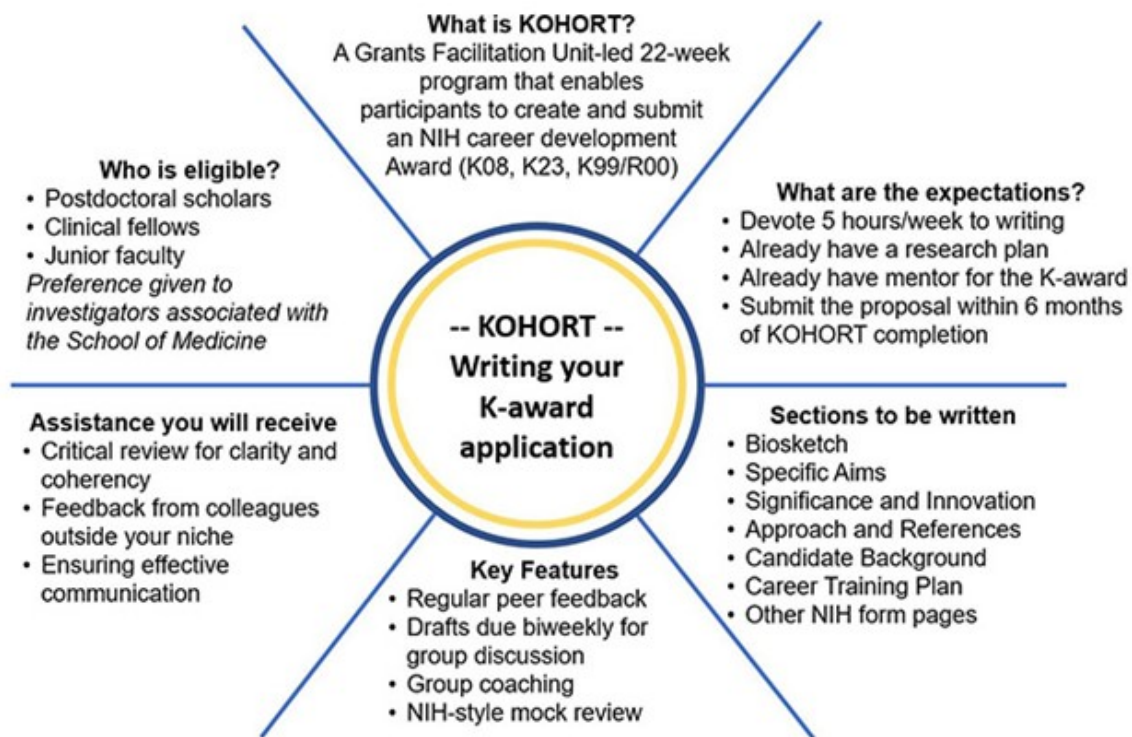 What is KOHORT?
A Grants Facilitation Unit-led 22-week
program that enables
participants to create and submit
an NIH career development
Award (K08, K23, K99/R00)
Who is eligible?
• Postdoctoral scholars
• Clinical fellows
• Junior faculty
Preference given to
investigators associated with
the School of Medicine
What are the expectations?
• Devote 5 hours/week to writing
• Already have a research plan
• Already have mentor for the K-award
• Submit the proposal within 6 months
of KOHORT completion
-- KOHORT --
Writing your
K-award
application
Assistance you will receive
• Critical review for clarity and
coherency
• Feedback from colleagues
outside your niche
• Ensuring effective
communication
Sections to be written
• Biosketch
• Specific Aims
• Significance and Innovation
• Approach and References
• Candidate Background
• Career Training Plan
• Other NIH form pages
Key Features
• Regular peer feedback
• Drafts due biweekly for
group discussion
• Group coaching
• NIH-style mock review